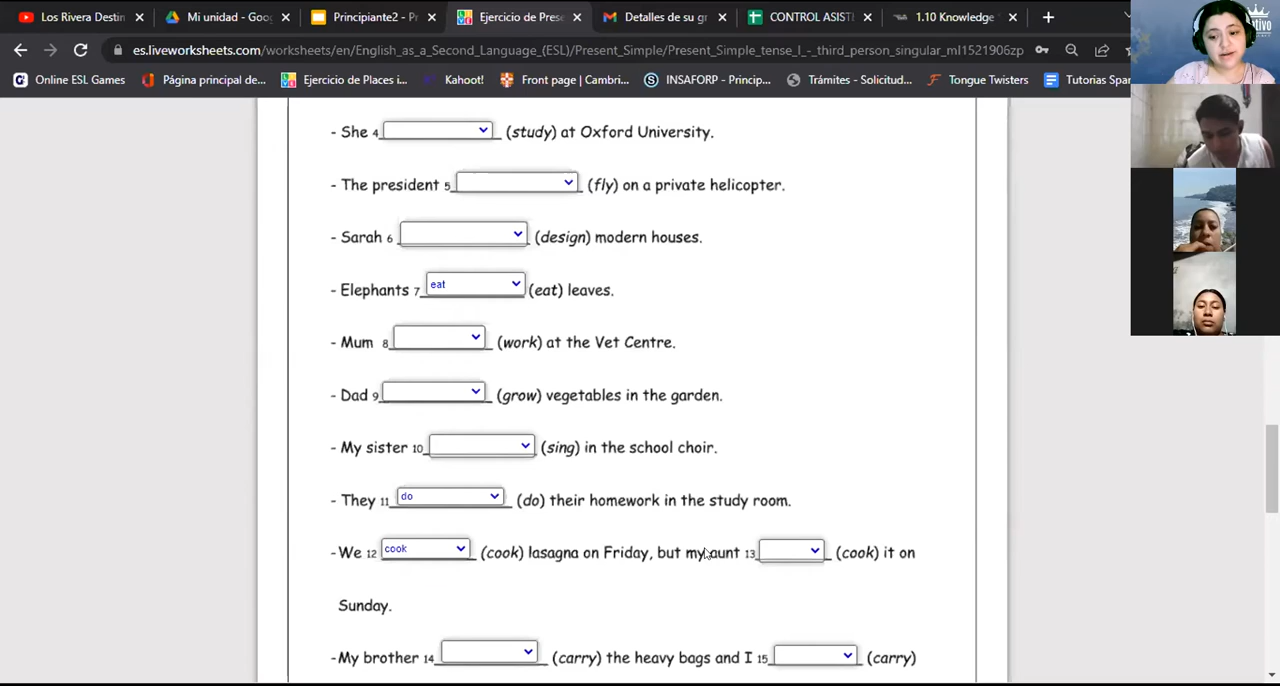 Los Rivera Destin
Mi unidad - Goog
Principiante2 - P
Ejercicio de Prese
Detalles de su gr
CONTROL ASIST
1.10 Knowledge
es.liveworksheets.com/worksheets/en/English_as_a_Second_Language_(ESL)/Present_Simple/Present_Simple_tense_I_-_third_person_singular_ml1521906zp
Online ESL Games
Página principal de...
Ejercicio de Places i...
Kahoot!
Front page | Cambri...
INSAFORP - Princip...
Trámites - Solicitud...
Tongue Twisters
Tutorias Spar
- She 4 (study) at Oxford University.
- The president 5 (fly) on a private helicopter.
- Sarah 6 (design) modern houses.
- Elephants 7 eat (eat) leaves.
- Mum 8 (work) at the Vet Centre.
- Dad 9 (grow) vegetables in the garden.
- My sister 10 (sing) in the school choir.
- They 11 do (do) their homework in the study room.
- We 12 cook (cook) lasagna on Friday, but my aunt 13 (cook) it on
Sunday.
- My brother 14 (carry) the heavy bags and I 15 (carry)